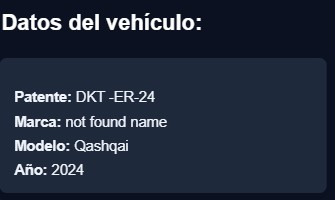 Datos del vehículo:
Patente: DKT -ER-24
Marca: not found name
Modelo: Qashqai
Año: 2024